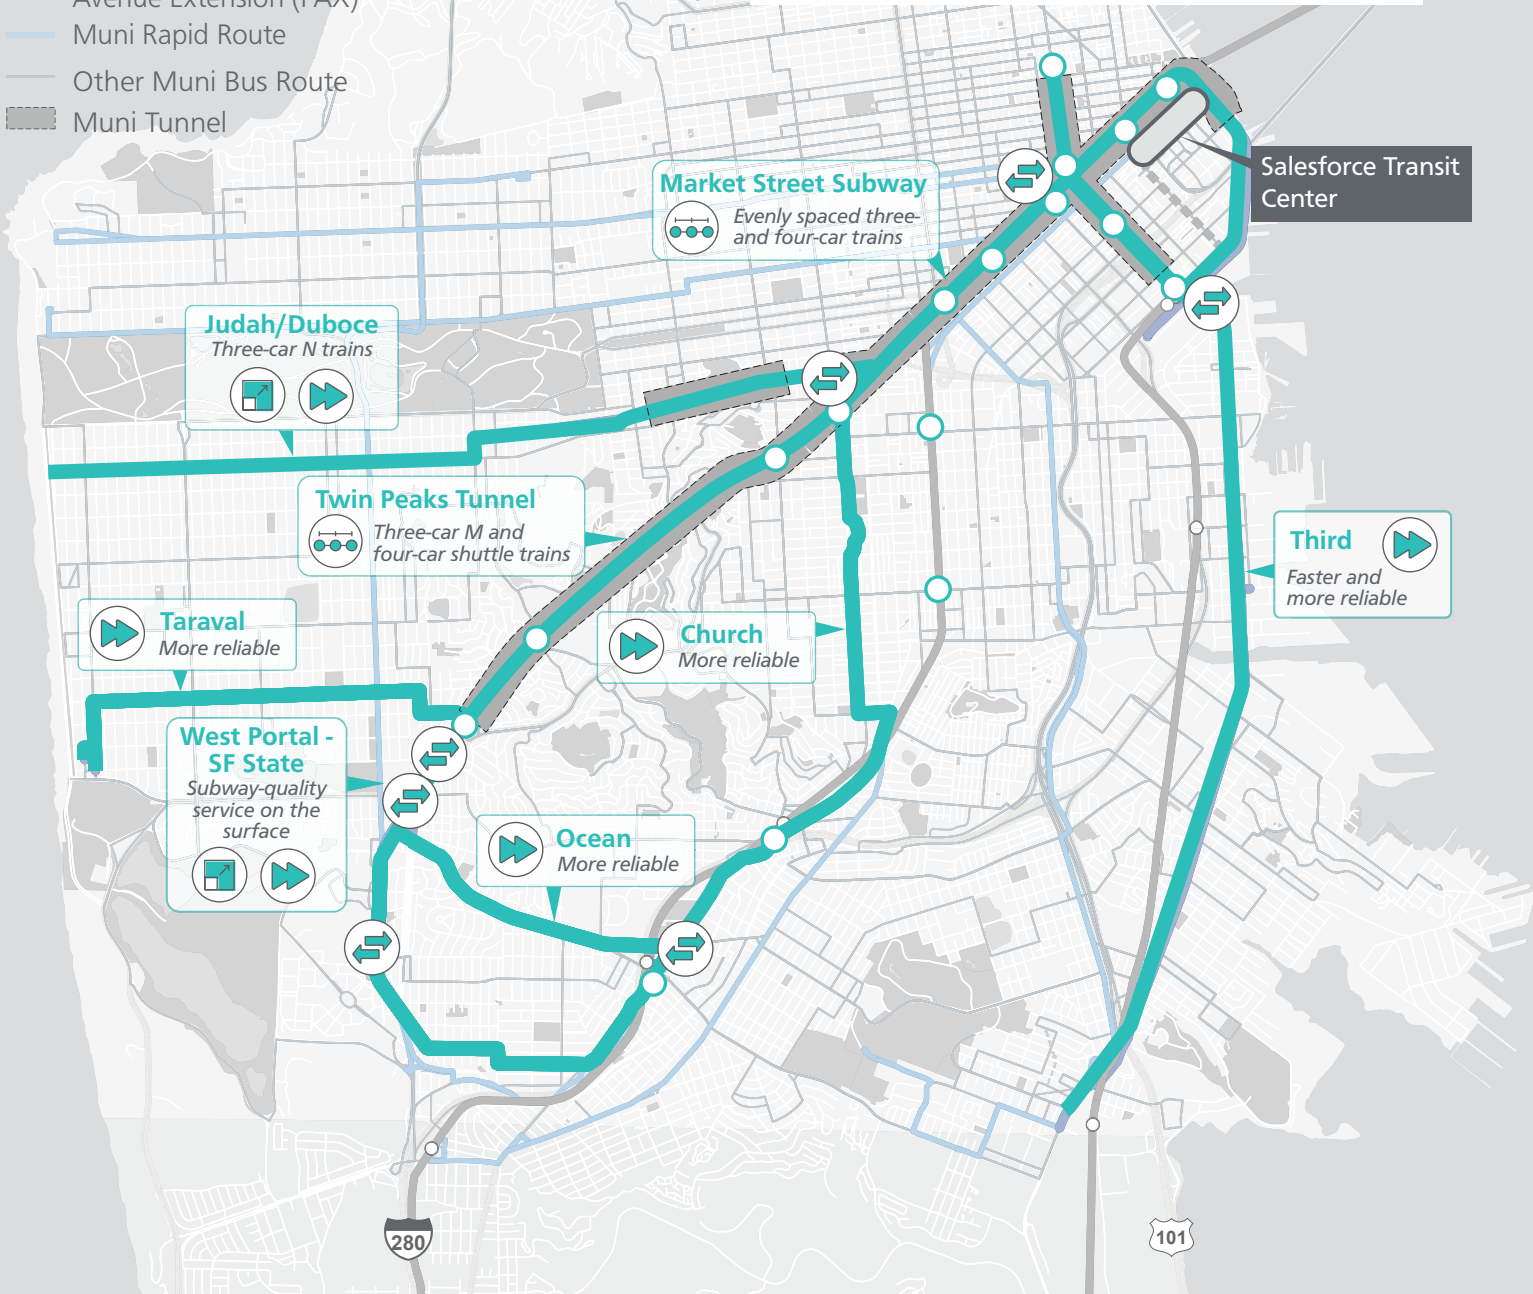 Avenue Extension (PAX)
Muni Rapid Route
Other Muni Bus Route
Muni Tunnel
Salesforce Transit
Center
Market Street Subway
Evenly spaced three-
and four-car trains
Judah/Duboce
Three-car N trains
Twin Peaks Tunnel
Three-car M and
four-car shuttle trains
Third
Faster and
more reliable
Taraval
More reliable
Church
More reliable
West Portal -
SF State
Subway-quality
service on the
surface
Ocean
More reliable
280
101